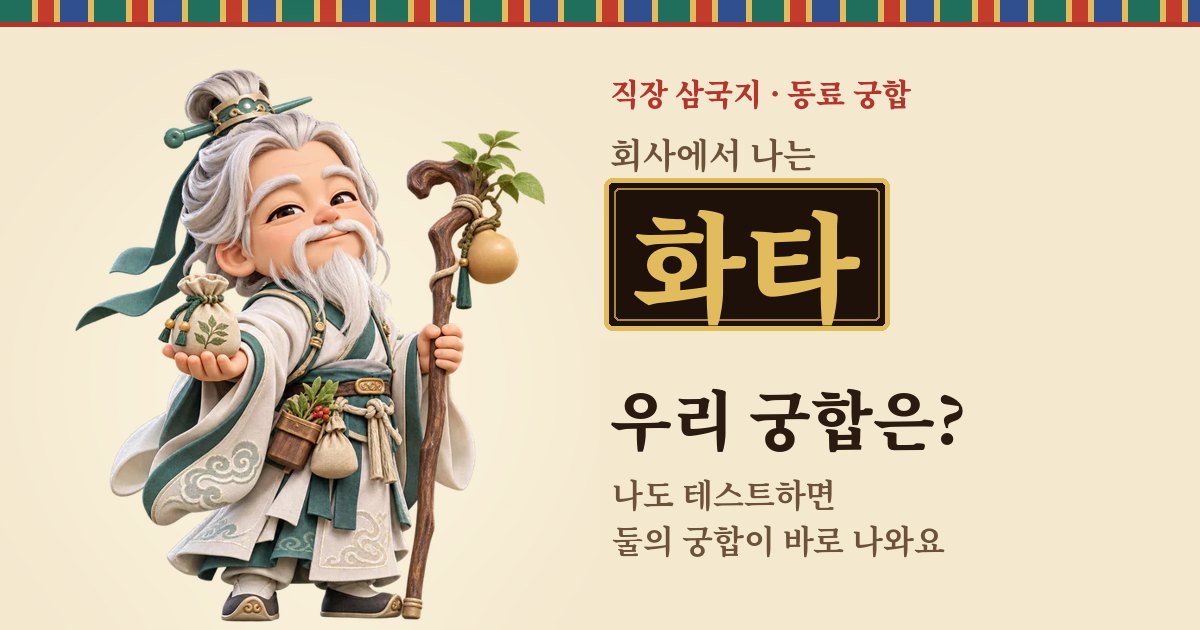 직장 삼국지 · 동료 궁합
회사에서 나는
화타
우리 궁합은?
나도 테스트하면
둘의 궁합이 바로 나와요